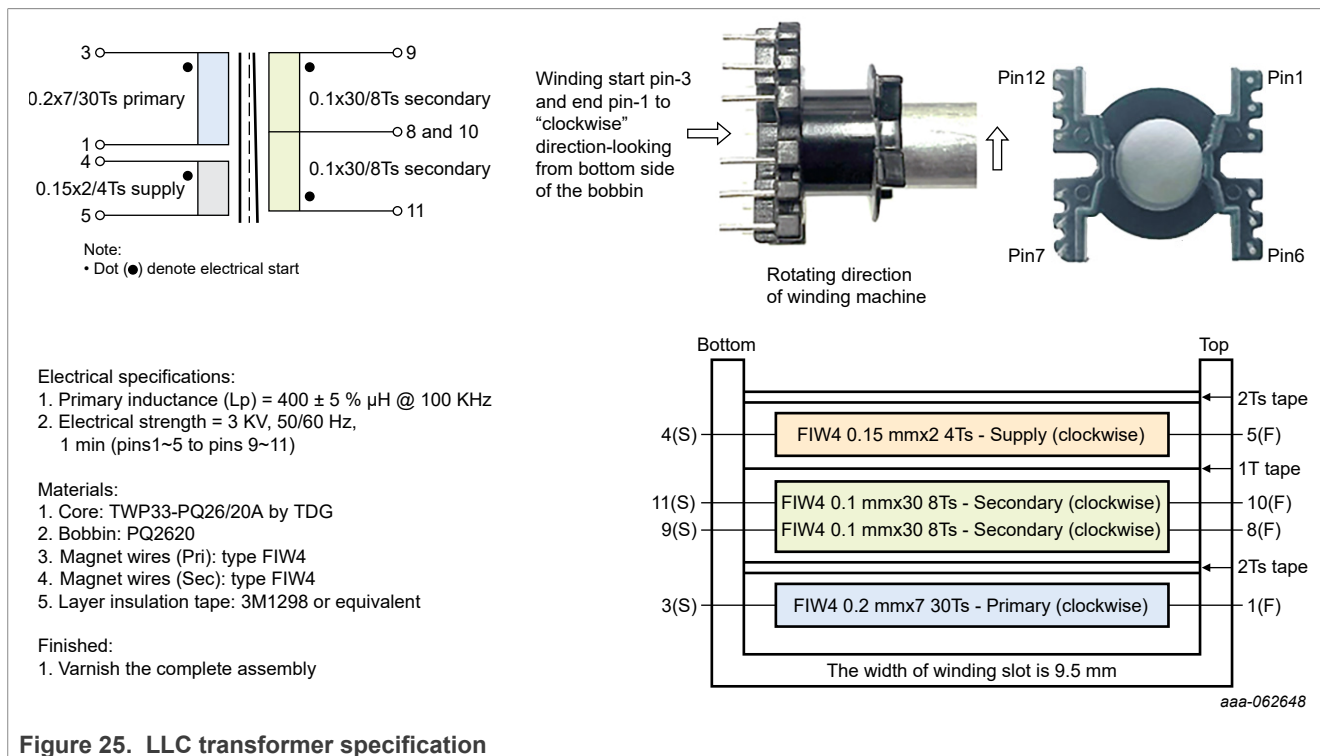 3
0.2x7/30Ts primary
1
4
0.15x2/4Ts supply
5
9
0.1x30/8Ts secondary
8 and 10
0.1x30/8Ts secondary
11
Note:
• Dot (●) denote electrical start
Winding start pin-3
and end pin-1 to
“clockwise”
direction-looking
from bottom side
of the bobbin
Rotating direction
of winding machine
Pin12
Pin1
Pin7
Pin6
Electrical specifications:
1. Primary inductance (Lp) = 400 ± 5 % μH @ 100 KHz
2. Electrical strength = 3 KV, 50/60 Hz,
1 min (pins1~5 to pins 9~11)
Materials:
1. Core: TWP33-PQ26/20A by TDG
2. Bobbin: PQ2620
3. Magnet wires (Pri): type FIW4
4. Magnet wires (Sec): type FIW4
5. Layer insulation tape: 3M1298 or equivalent
Finished:
1. Varnish the complete assembly
Bottom
Top
2Ts tape
4(S)
FIW4 0.15 mmx2 4Ts - Supply (clockwise)
5(F)
1T tape
11(S)
FIW4 0.1 mmx30 8Ts - Secondary (clockwise)
10(F)
9(S)
FIW4 0.1 mmx30 8Ts - Secondary (clockwise)
8(F)
2Ts tape
3(S)
FIW4 0.2 mmx7 30Ts - Primary (clockwise)
1(F)
The width of winding slot is 9.5 mm
aaa-062648
Figure 25. LLC transformer specification